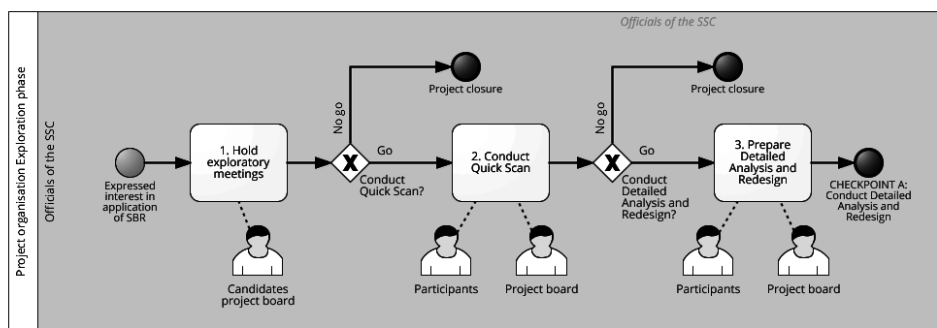 Officials of the SSC
Project organisation Exploration phase
Officials of the SSC
Expressed
interest in
application
of SBR
1. Hold
exploratory
meetings
Candidates
project board
No go
Project closure
Go
Conduct
Quick Scan?
2. Conduct
Quick Scan
Participants
Project board
No go
Project closure
Go
Conduct
Detailed
Analysis and
Redesign?
3. Prepare
Detailed
Analysis and
Redesign
Participants
Project board
CHECKPOINT A:
Conduct Detailed
Analysis and
Redesign